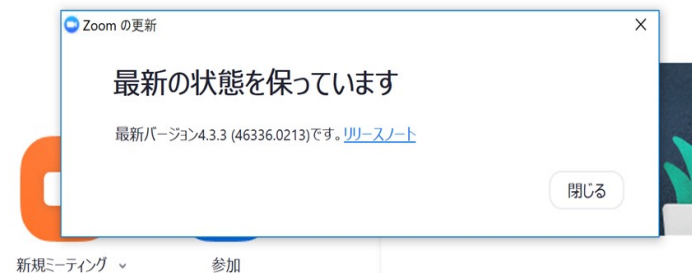 Zoom の更新
最新の状態を保っています
最新バージョン4.3.3 (46336.0213)です。リリースノート
閉じる
新規ミーティング
参加